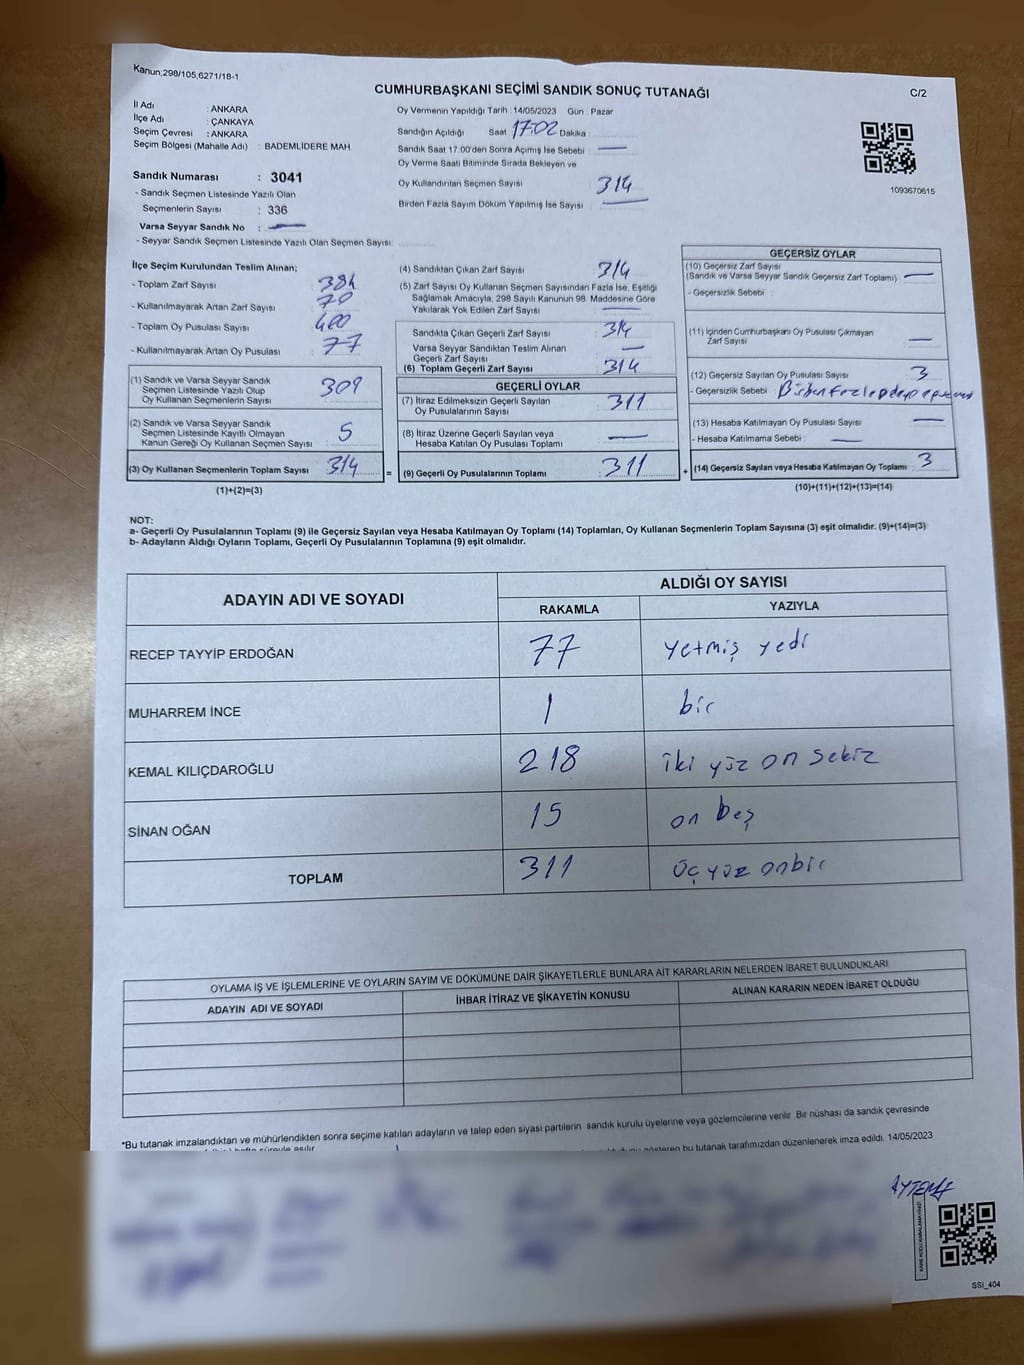 Kanun;298/105,6271/18-1
CUMHURBAŞKANI SEÇİMİ SANDIK SONUÇ TUTANAĞI
C/2
İl Adı : ANKARA
İlçe Adı : ÇANKAYA
Seçim Çevresi : ANKARA
Seçim Bölgesi (Mahalle Adı) : BADEMLİDERE MAH.
Sandık Numarası : 3041
- Sandık Seçmen Listesinde Yazılı Olan
Seçmenlerin Sayısı : 336
Varsa Seyyar Sandık No :
- Seyyar Sandık Seçmen Listesinde Yazılı Olan Seçmen Sayısı:
Oy Vermenin Yapıldığı Tarih : 14/05/2023 Gün : Pazar
Sandığın Açıldığı Saat 17:02 Dakika :
Sandık Saat 17:00'den Sonra Açımış İse Sebebi :
Oy Verme Saati Bitiminde Sırada Bekleyen ve
Oy Kullandırılan Seçmen Sayısı 314
Birden Fazla Sayım Döküm Yapılmış İse Sayısı :
1093670615
İlçe Seçim Kurulundan Teslim Alınan;
- Toplam Zarf Sayısı : 384
- Kullanılmayarak Artan Zarf Sayısı : 70
- Toplam Oy Pusulası Sayısı : 400
- Kullanılmayarak Artan Oy Pusulası : 77
(1) Sandık ve Varsa Seyyar Sandık
Seçmen Listesinde Yazılı Olup
Oy Kullanan Seçmenlerin Sayısı 309
(2) Sandık ve Varsa Seyyar Sandık
Seçmen Listesinde Kayıtlı Olmayan
Kanun Gereği Oy Kullanan Seçmen Sayısı : 5
(3) Oy Kullanan Seçmenlerin Toplam Sayısı : 314 =
(1)+(2)=(3)
(4) Sandıktan Çıkan Zarf Sayısı : 314
(5) Zarf Sayısı Oy Kullanan Seçmen Sayısından Fazla İse, Eşitliği
Sağlamak Amacıyla, 298 Sayılı Kanunun 98. Maddesine Göre
Yakılarak Yok Edilen Zarf Sayısı :
Sandıkta Çıkan Geçerli Zarf Sayısı : 314
Varsa Seyyar Sandıktan Teslim Alınan
Geçerli Zarf Sayısı
(6) Toplam Geçerli Zarf Sayısı : 314
GEÇERLİ OYLAR
(7) İtiraz Edilmeksizin Geçerli Sayılan
Oy Pusulalarının Sayısı : 311
(8) İtiraz Üzerine Geçerli Sayılan veya
Hesaba Katılan Oy Pusulası Toplamı :
(9) Geçerli Oy Pusulalarının Toplamı : 311 +
GEÇERSİZ OYLAR
(10) Geçersiz Zarf Sayısı
(Sandık ve Varsa Seyyar Sandık Geçersiz Zarf Toplamı) :
- Geçersizlik Sebebi :
(11) İçinden Cumhurbaşkanı Oy Pusulası Çıkmayan
Zarf Sayısı :
(12) Geçersiz Sayılan Oy Pusulası Sayısı : 3
- Geçersizlik Sebebi : Birden fazla
(13) Hesaba Katılmayan Oy Pusulası Sayısı :
- Hesaba Katılmama Sebebi :
(14) Geçersiz Sayılan veya Hesaba Katılmayan Oy Toplamı : 3
(10)+(11)+(12)+(13)=(14)
NOT:
a- Geçerli Oy Pusulalarının Toplamı (9) ile Geçersiz Sayılan veya Hesaba Katılmayan Oy Toplamı (14) Toplamları, Oy Kullanan Seçmenlerin Toplam Sayısına (3) eşit olmalıdır. (9)+(14)=(3)
b- Adayların Aldığı Oyların Toplamı, Geçerli Oy Pusulalarının Toplamına (9) eşit olmalıdır.
ADAYIN ADI VE SOYADI
ALDIĞI OY SAYISI
RAKAMLA YAZIYLA
RECEP TAYYİP ERDOĞAN 77 yetmiş yedi
MUHARREM İNCE 1 bir
KEMAL KILIÇDAROĞLU 218 iki yüz on sekiz
SİNAN OĞAN 15 on beş
TOPLAM 311 üç yüz onbir
OYLAMA İŞ VE İŞLEMLERİNE VE OYLARIN SAYIM VE DÖKÜMÜNE DAİR ŞİKAYETLERLE BUNLARA AİT KARARLARIN NELERDEN İBARET BULUNDUKLARI
ADAYIN ADI VE SOYADI İHBAR İTİRAZ VE ŞİKAYETİN KONUSU ALINAN KARARIN NEDEN İBARET OLDUĞU
*Bu tutanak imzalandıktan ve mühürlendikten sonra seçime katılan adayların ve talep eden siyasi partilerin sandık kurulu üyelerine veya gözlemcilerine verilir. Bir nüshası da sandık çevresinde
hafta süreyle asılır gösteren bu tutanak tarafımızdan düzenlenerek imza edildi. 14/05/2023
SSİ_404